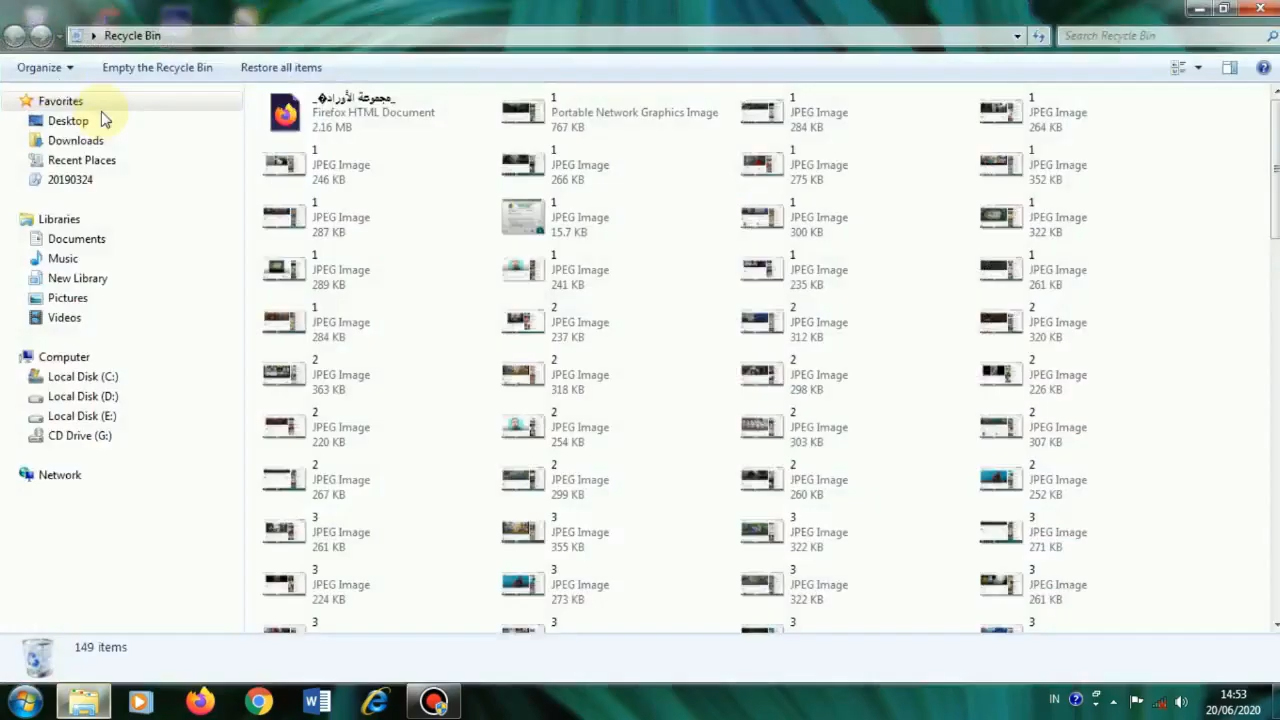 Recycle Bin
Search Recycle Bin
Organize
Empty the Recycle Bin
Restore all items
Favorites
Desktop
Downloads
Recent Places
20190324
Libraries
Documents
Music
New Library
Pictures
Videos
Computer
Local Disk (C:)
Local Disk (D:)
Local Disk (E:)
CD Drive (G:)
Network
_مجموعة الأوراد�_
Firefox HTML Document
2.16 MB
1
Portable Network Graphics Image
767 KB
1
JPEG Image
284 KB
1
JPEG Image
264 KB
1
JPEG Image
246 KB
1
JPEG Image
266 KB
1
JPEG Image
275 KB
1
JPEG Image
352 KB
1
JPEG Image
287 KB
1
JPEG Image
15.7 KB
1
JPEG Image
300 KB
1
JPEG Image
322 KB
1
JPEG Image
289 KB
1
JPEG Image
KB
1
JPEG Image
235 KB
1
JPEG Image
261 KB
1
JPEG Image
284 KB
2
JPEG Image
237 KB
2
JPEG Image
312 KB
2
JPEG Image
320 KB
2
JPEG Image
363 KB
2
JPEG Image
318 KB
2
JPEG Image
298 KB
2
JPEG Image
226 KB
2
JPEG Image
KB
2
JPEG Image
254 KB
2
JPEG Image
303 KB
2
JPEG Image
307 KB
2
JPEG Image
267 KB
2
JPEG Image
299 KB
2
JPEG Image
260 KB
2
JPEG Image
252 KB
3
JPEG Image
261 KB
3
JPEG Image
355 KB
3
JPEG Image
322 KB
3
JPEG Image
271 KB
3
JPEG Image
224 KB
3
JPEG Image
273 KB
3
JPEG Image
322 KB
3
JPEG Image
261 KB
3
3
3
3
149 items
IN
14:53
20/06/2020